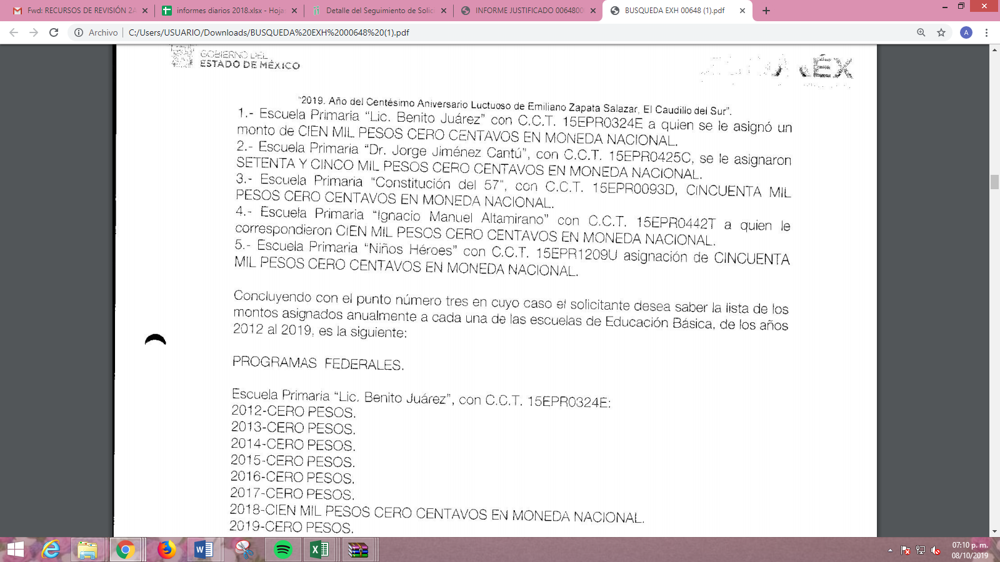 Fwd: RECURSOS DE REVISIÓN 2A
informes diarios 2018.xlsx - Hoja
Detalle del Seguimiento de Solic
INFORME JUSTIFICADO 0064800
BUSQUEDA EXH 00648 (1).pdf
Archivo
C:/Users/USUARIO/Downloads/BUSQUEDA%20EXH%2000648%20(1).pdf
A
GOBIERNO DEL
ESTADO DE MÉXICO
"2019. Año del Centésimo Aniversario Luctuoso de Emiliano Zapata Salazar, El Caudillo del Sur".
1.- Escuela Primaria "Lic. Benito Juárez" con C.C.T. 15EPR0324E a quien se le asignó un
monto de CIEN MIL PESOS CERO CENTAVOS EN MONEDA NACIONAL.
2.- Escuela Primaria "Dr. Jorge Jiménez Cantú", con C.C.T. 15EPR0425C, se le asignaron
SETENTA Y CINCO MIL PESOS CERO CENTAVOS EN MONEDA NACIONAL.
3.- Escuela Primaria "Constitución del 57", con C.C.T. 15EPR0093D, CINCUENTA MIL
PESOS CERO CENTAVOS EN MONEDA NACIONAL.
4.- Escuela Primaria "Ignacio Manuel Altamirano" con C.C.T. 15EPR0442T a quien le
correspondieron CIEN MIL PESOS CERO CENTAVOS EN MONEDA NACIONAL.
5.- Escuela Primaria "Niños Héroes" con C.C.T. 15EPR1209U asignación de CINCUENTA
MIL PESOS CERO CENTAVOS EN MONEDA NACIONAL.
Concluyendo con el punto número tres en cuyo caso el solicitante desea saber la lista de los
montos asignados anualmente a cada una de las escuelas de Educación Básica, de los años
2012 al 2019, es la siguiente:
PROGRAMAS FEDERALES.
Escuela Primaria "Lic. Benito Juárez", con C.C.T. 15EPR0324E:
2012-CERO PESOS.
2013-CERO PESOS.
2014-CERO PESOS.
2015-CERO PESOS.
2016-CERO PESOS.
2017-CERO PESOS.
2018-CIEN MIL PESOS CERO CENTAVOS EN MONEDA NACIONAL.
2019-CERO PESOS.
07:10 p. m.
08/10/2019